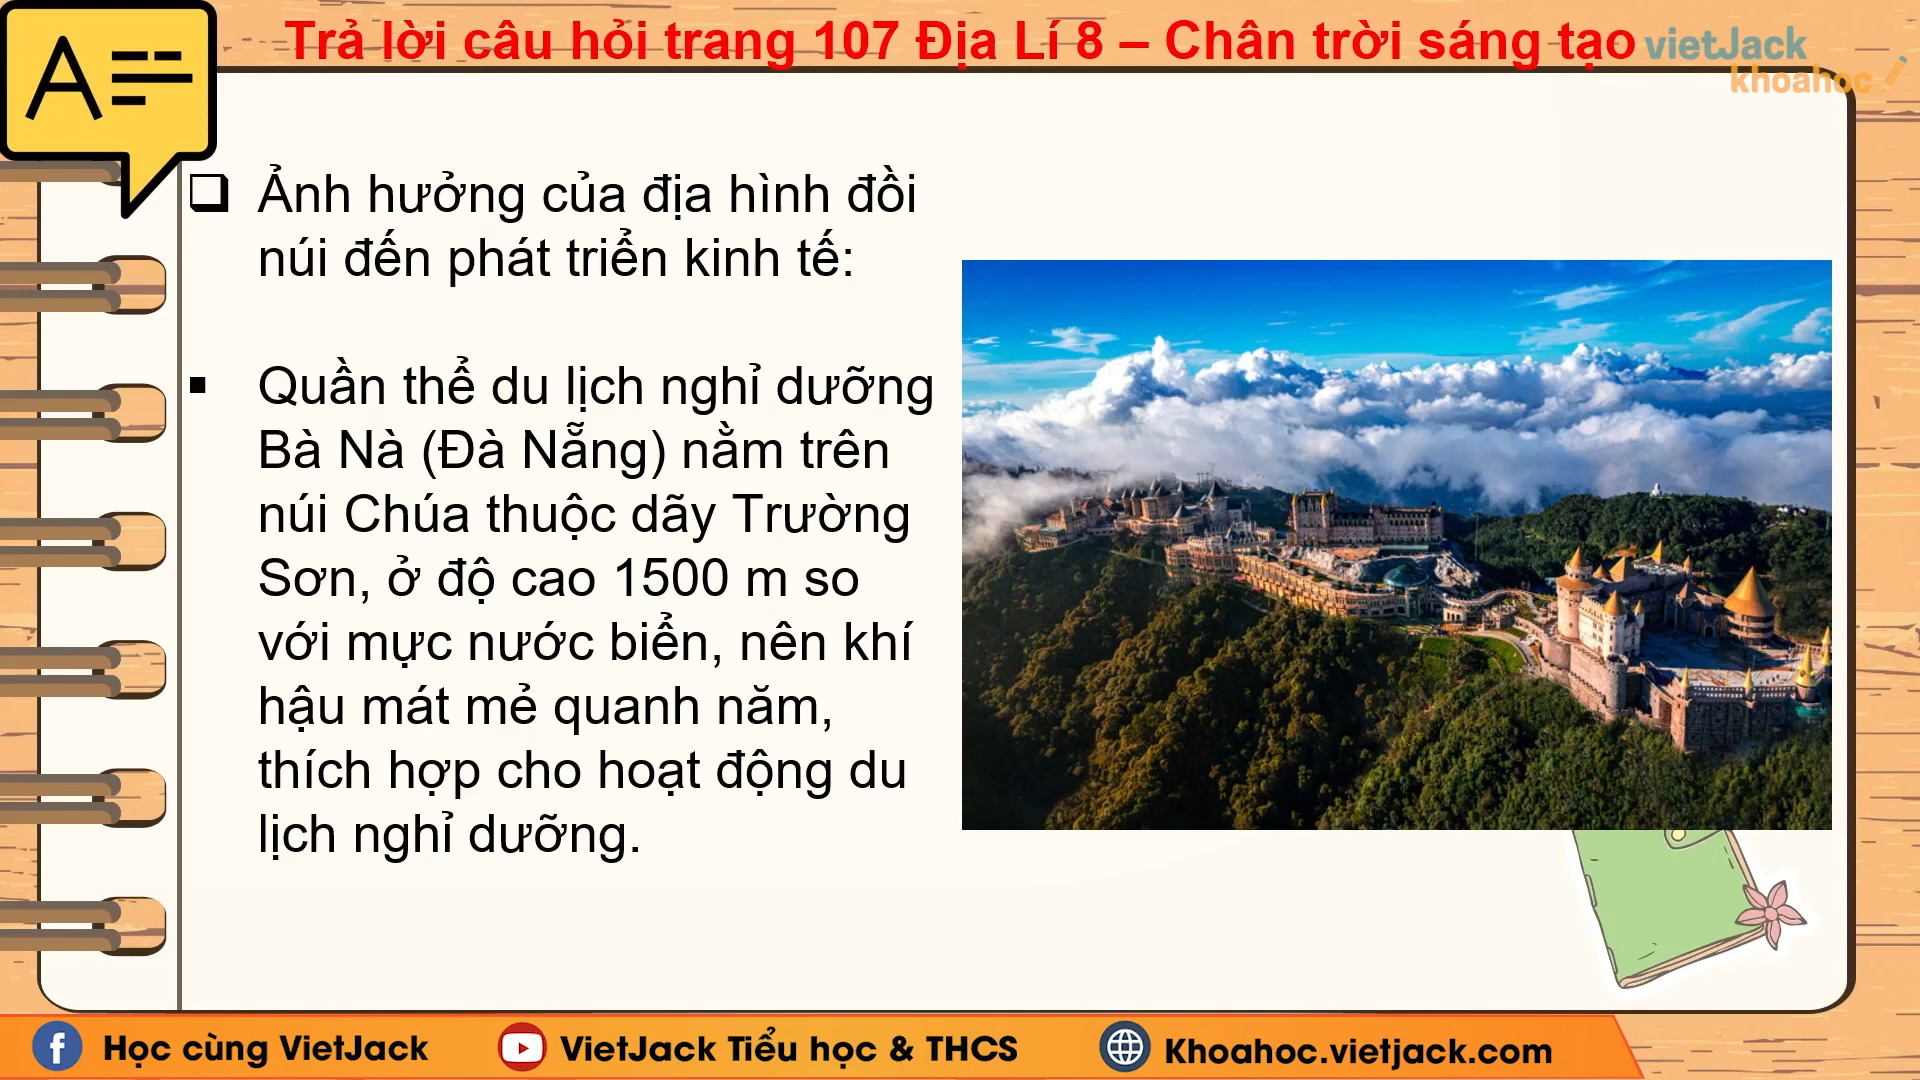 Trả lời câu hỏi trang 107 Địa Lí 8 – Chân trời sáng tạo
vietJack
khoahoc
A
Ảnh hưởng của địa hình đồi
núi đến phát triển kinh tế:
Quần thể du lịch nghỉ dưỡng
Bà Nà (Đà Nẵng) nằm trên
núi Chúa thuộc dãy Trường
Sơn, ở độ cao 1500 m so
với mực nước biển, nên khí
hậu mát mẻ quanh năm,
thích hợp cho hoạt động du
lịch nghỉ dưỡng.
Học cùng VietJack
VietJack Tiểu học & THCS
Khoahoc.vietjack.com